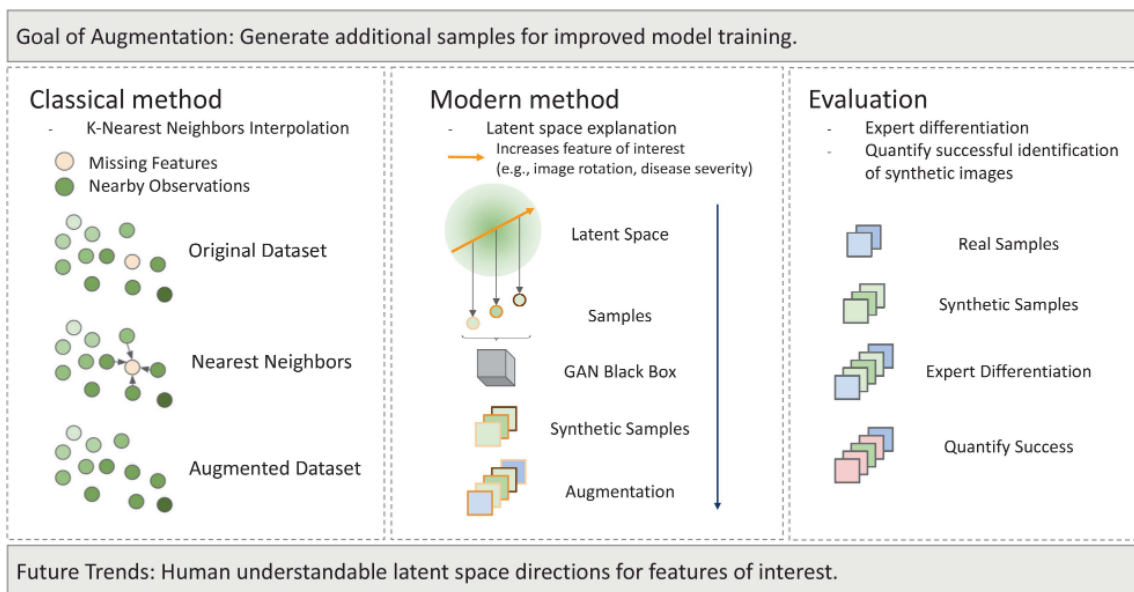 Goal of Augmentation: Generate additional samples for improved model training.
Classical method
- K-Nearest Neighbors Interpolation
Missing Features
Nearby Observations
Original Dataset
Nearest Neighbors
Augmented Dataset
Modern method
- Latent space explanation
Increases feature of interest
(e.g., image rotation, disease severity)
Latent Space
Samples
GAN Black Box
Synthetic Samples
Augmentation
Evaluation
- Expert differentiation
- Quantify successful identification
of synthetic images
Real Samples
Synthetic Samples
Expert Differentiation
Quantify Success
Future Trends: Human understandable latent space directions for features of interest.